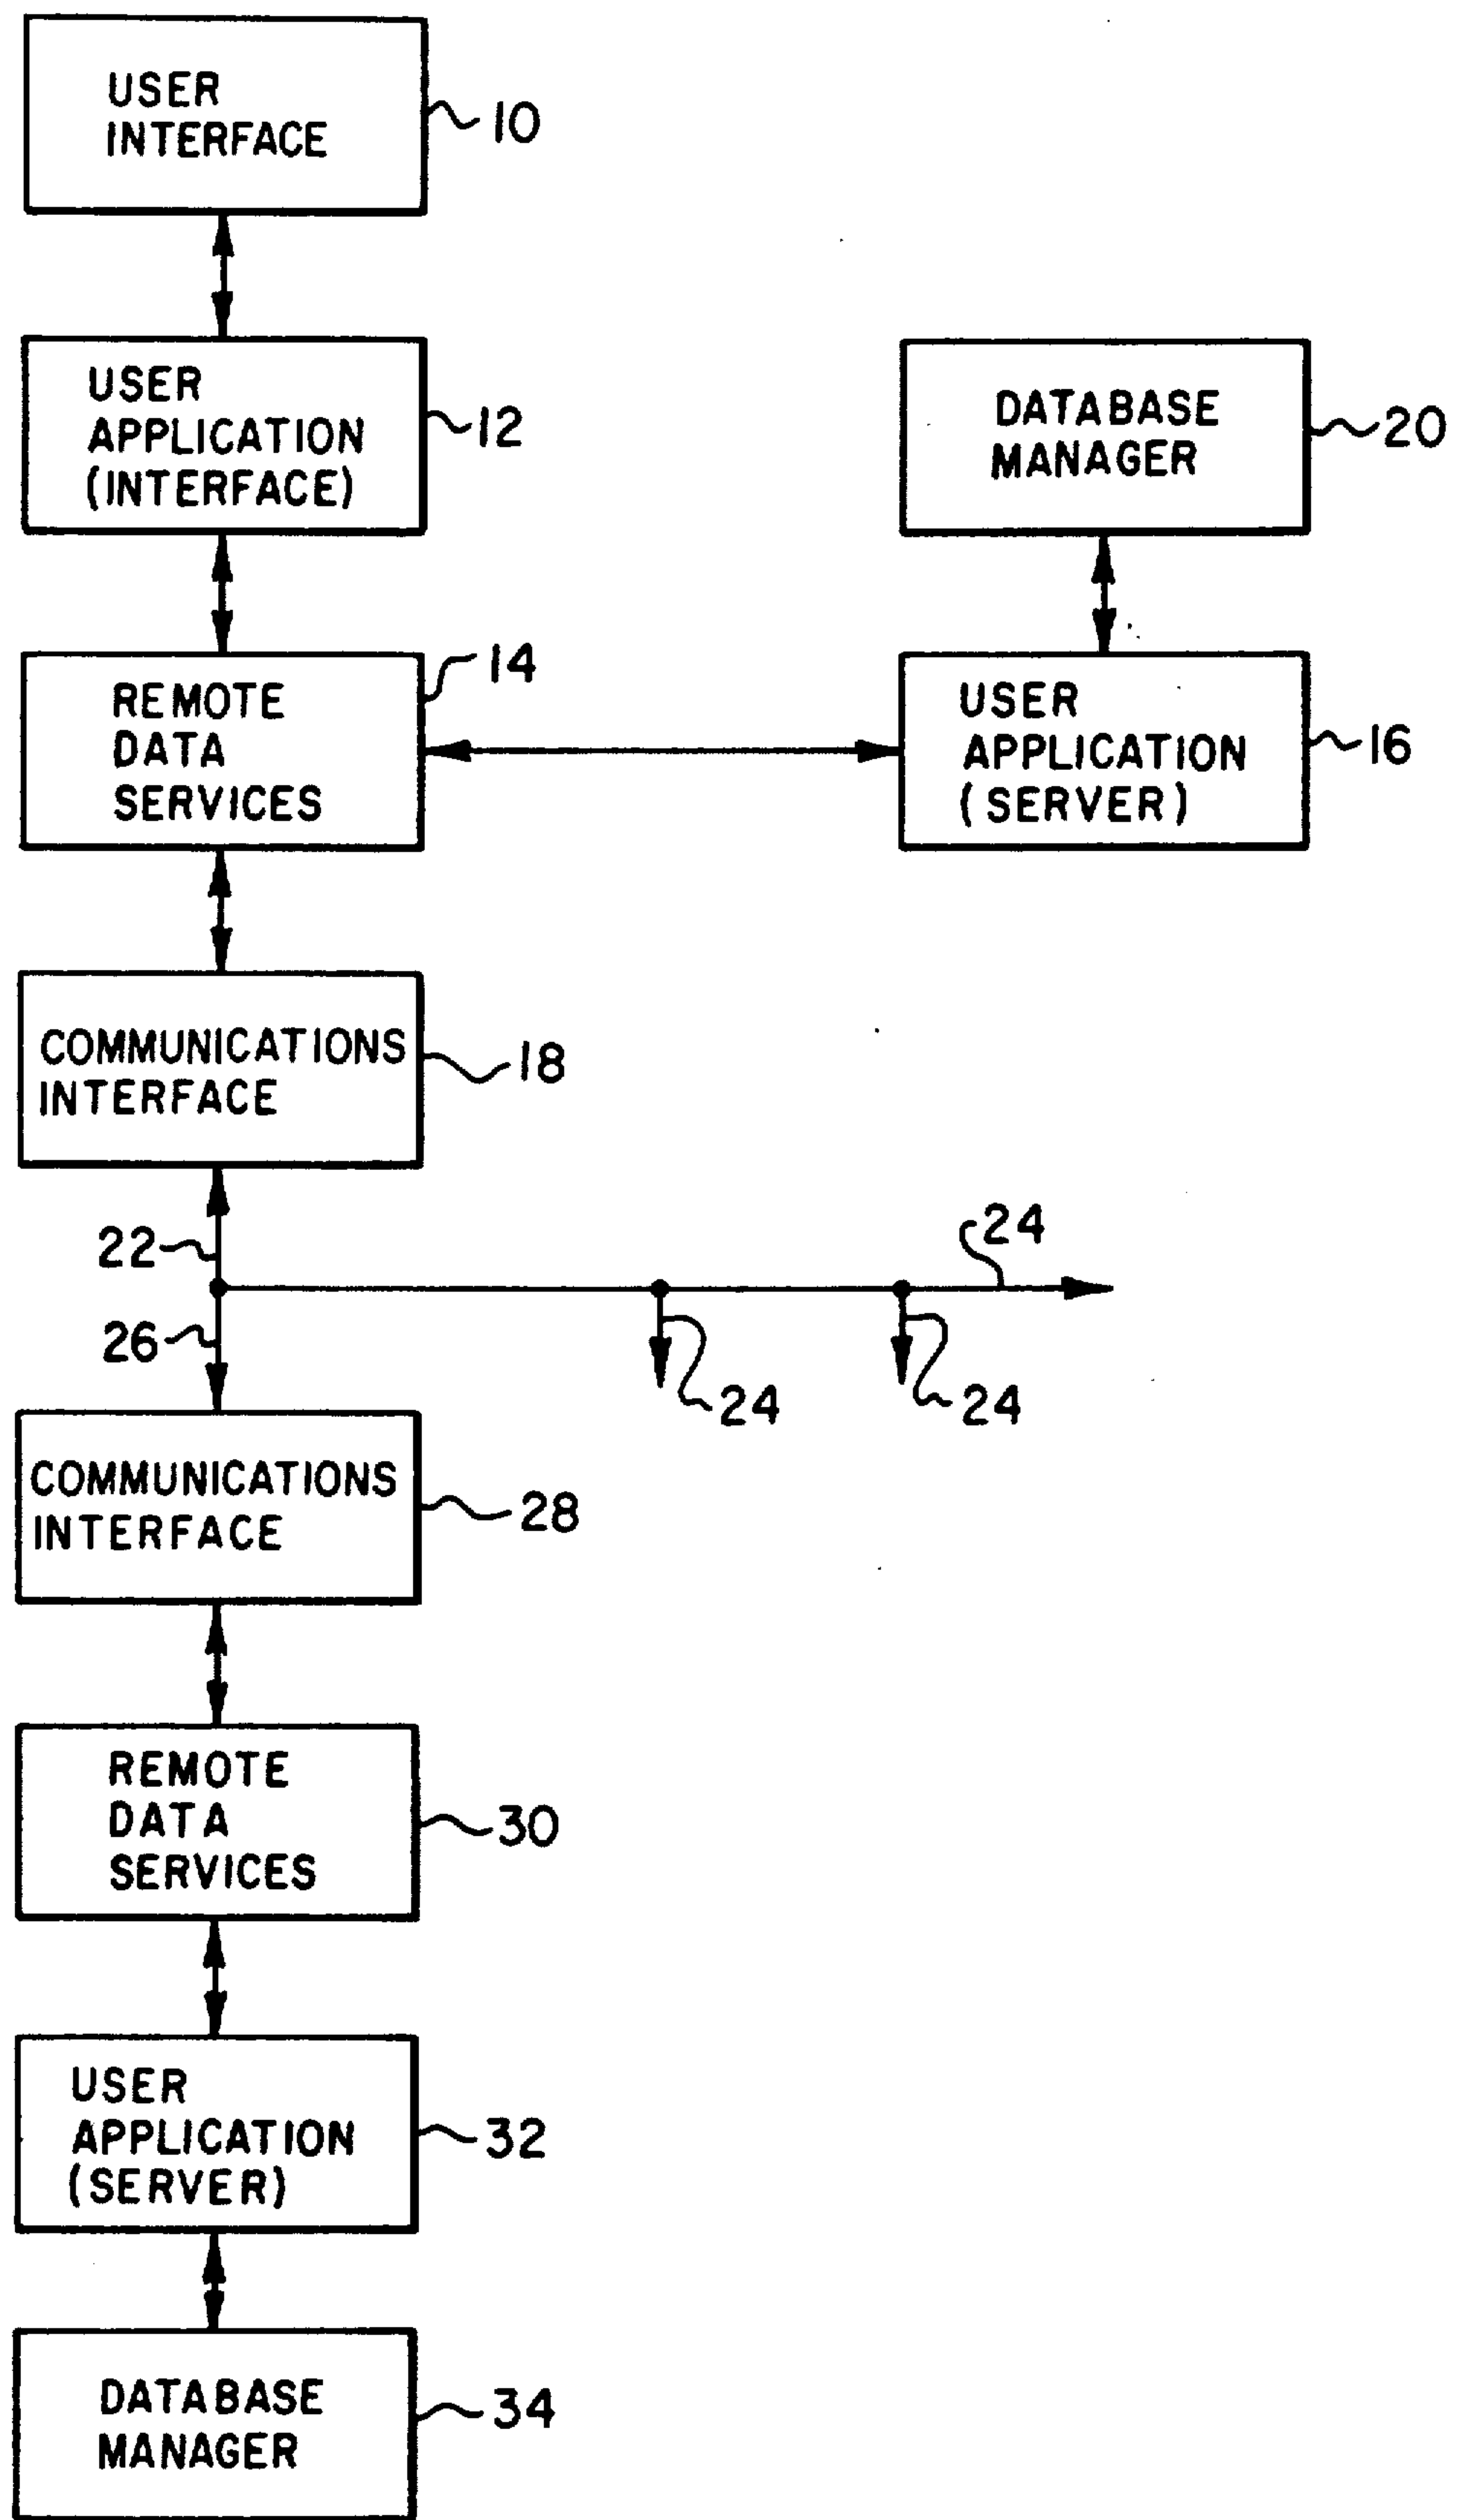 USER
INTERFACE
10
USER
APPLICATION
(INTERFACE)
12
DATABASE
MANAGER
20
REMOTE
DATA
SERVICES
14
USER
APPLICATION
(SERVER)
16
COMMUNICATIONS
INTERFACE
18
22
24
26
24
24
COMMUNICATIONS
INTERFACE
28
REMOTE
DATA
SERVICES
30
USER
APPLICATION
(SERVER)
32
DATABASE
MANAGER
34